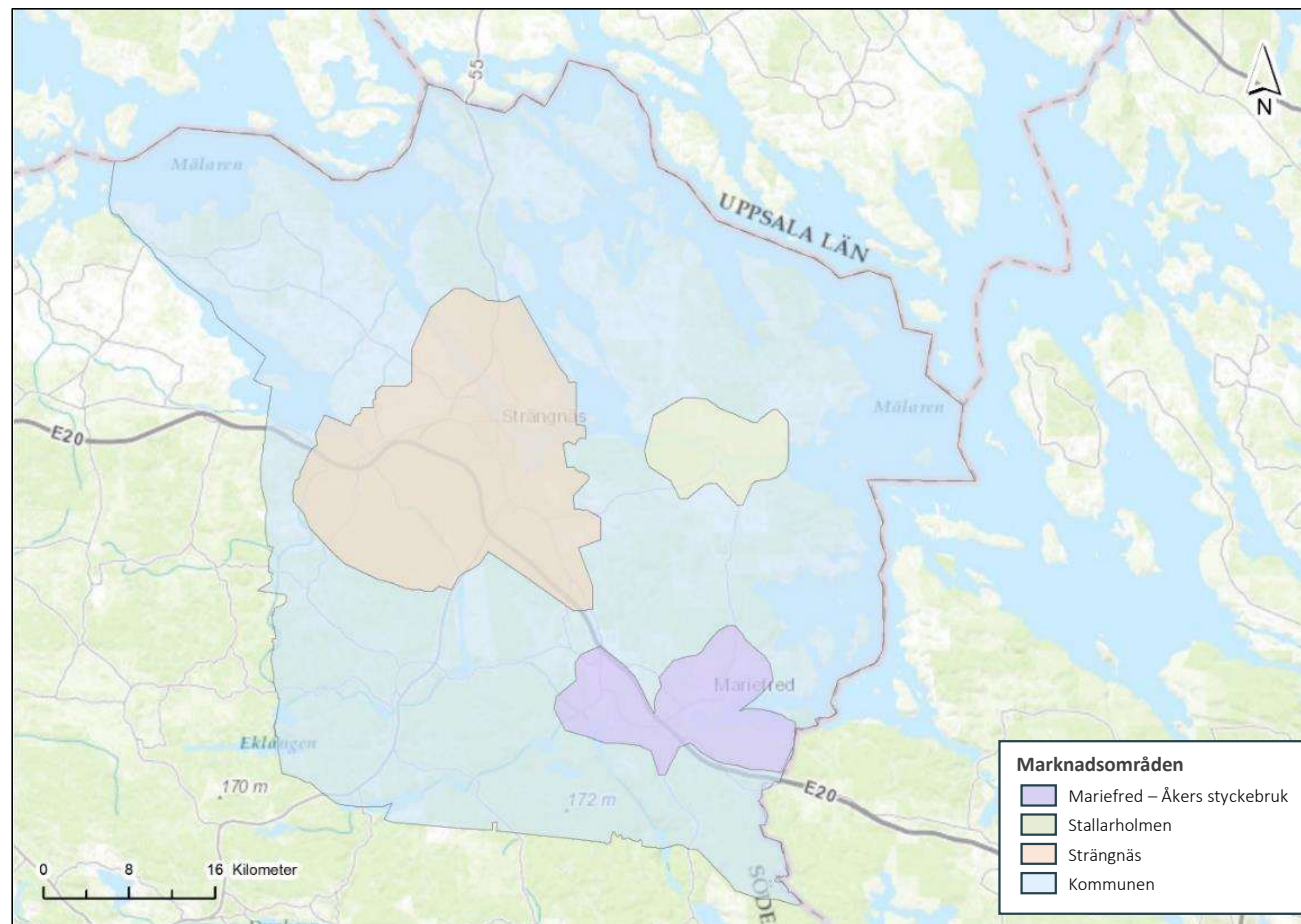 55
N
Mälaren
UPPSALA LÄN
Mälaren
Strängnäs
E20
Mariefred
Eklången
170 m
172 m
E20
Marknadsområden
Mariefred – Åkers styckebruk
Stallarholmen
Strängnäs
Kommunen
0 8 16 Kilometer
SÖDE